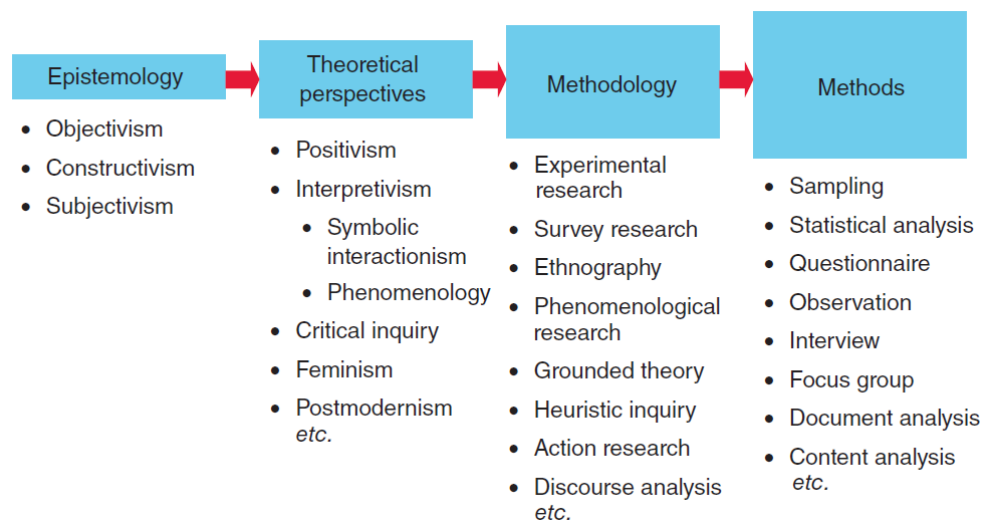 Epistemology
• Objectivism
• Constructivism
• Subjectivism
Theoretical
perspectives
• Positivism
• Interpretivism
• Symbolic
interactionism
• Phenomenology
• Critical inquiry
• Feminism
• Postmodernism
etc.
Methodology
• Experimental
research
• Survey research
• Ethnography
• Phenomenological
research
• Grounded theory
• Heuristic inquiry
• Action research
• Discourse analysis
etc.
Methods
• Sampling
• Statistical analysis
• Questionnaire
• Observation
• Interview
• Focus group
• Document analysis
• Content analysis
etc.